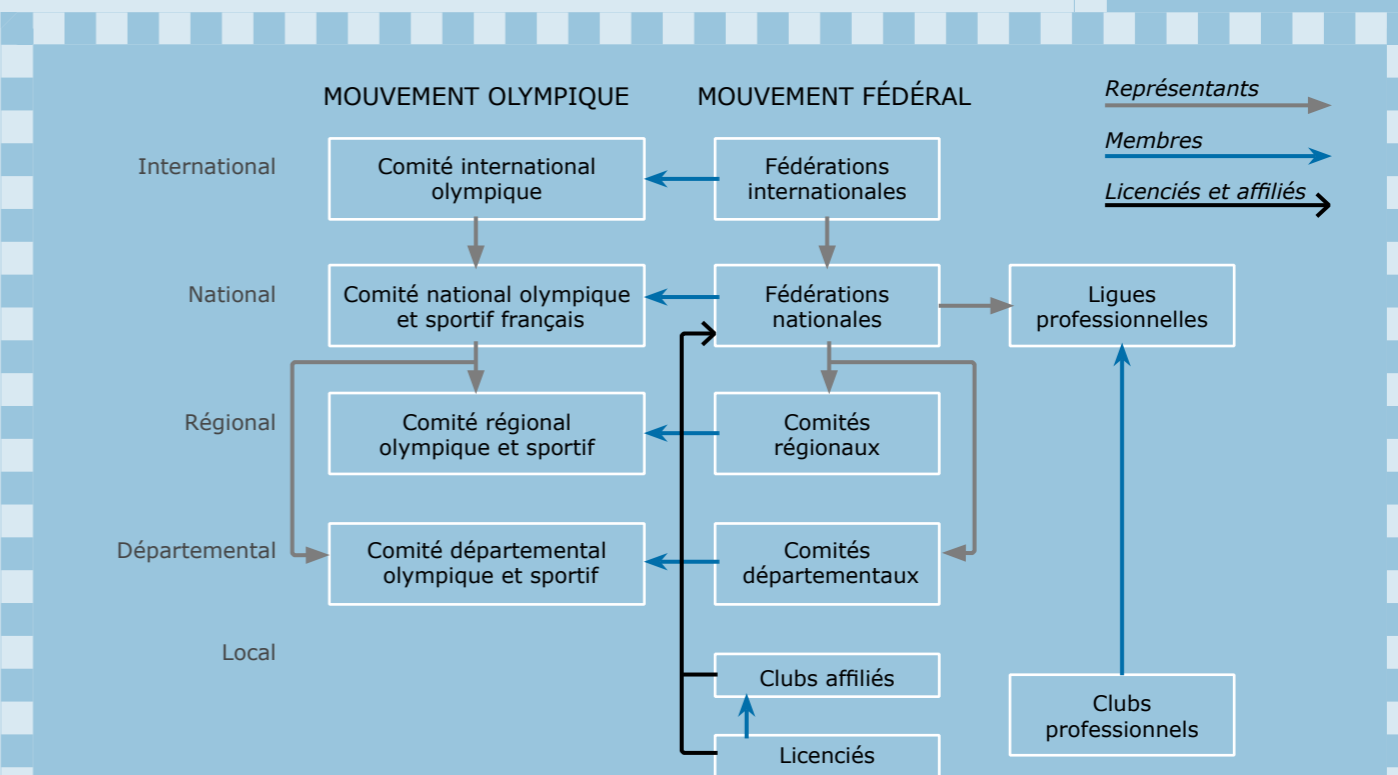 MOUVEMENT OLYMPIQUE
MOUVEMENT FÉDÉRAL
Représentants
Membres
Licenciés et affiliés
International
Comité international
olympique
Fédérations
internationales
National
Comité national olympique
et sportif français
Fédérations
nationales
Ligues
professionnelles
Régional
Comité régional
olympique et sportif
Comités
régionaux
Départemental
Comité départemental
olympique et sportif
Comités
départementaux
Local
Clubs affiliés
Clubs
professionnels
Licenciés